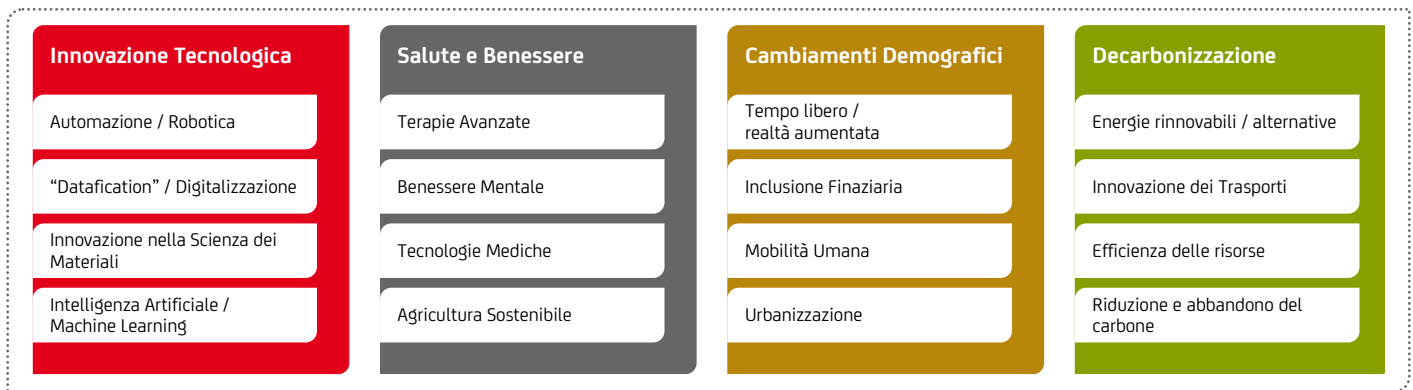 Innovazione Tecnologica
Automazione / Robotica
“Datafication” / Digitalizzazione
Innovazione nella Scienza dei
Materiali
Intelligenza Artificiale /
Machine Learning
Salute e Benessere
Terapie Avanzate
Benessere Mentale
Tecnologie Mediche
Agricultura Sostenibile
Cambiamenti Demografici
Tempo libero /
realtà aumentata
Inclusione Finaziaria
Mobilità Umana
Urbanizzazione
Decarbonizzazione
Energie rinnovabili / alternative
Innovazione dei Trasporti
Efficienza delle risorse
Riduzione e abbandono del
carbone